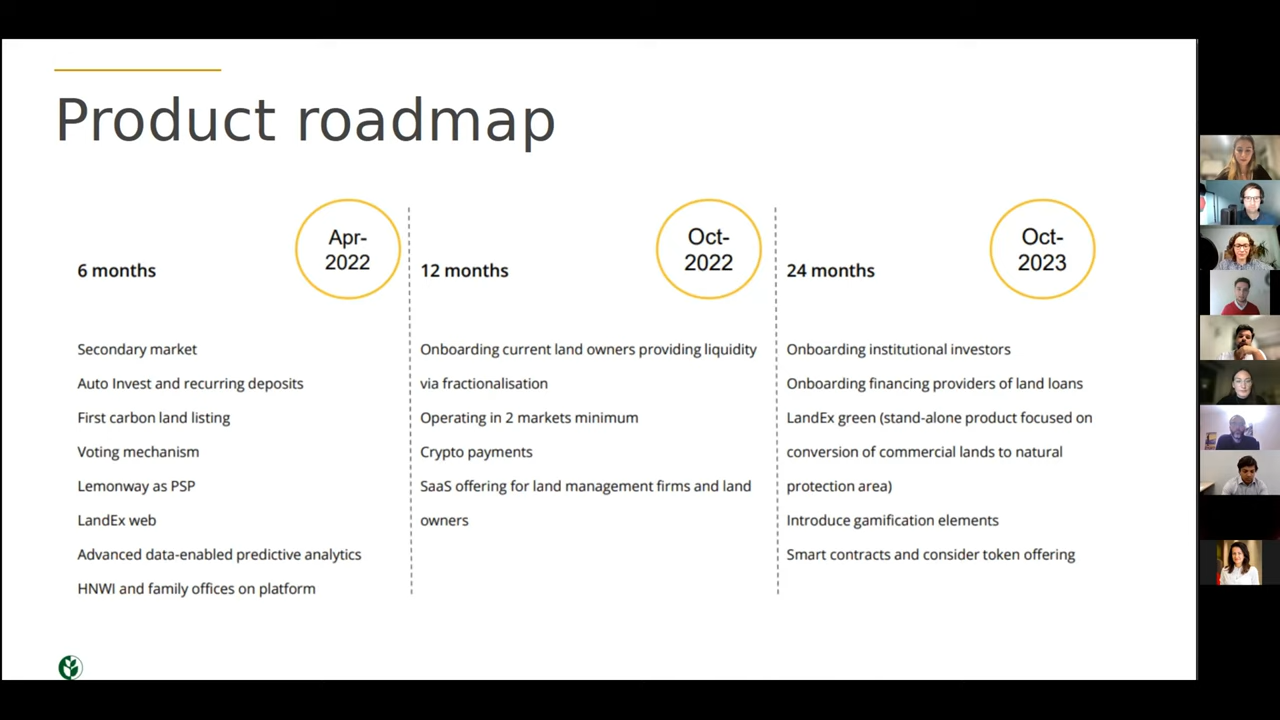 Product roadmap
6 months
Apr-
2022
Secondary market
Auto Invest and recurring deposits
First carbon land listing
Voting mechanism
Lemonway as PSP
LandEx web
Advanced data-enabled predictive analytics
HNWI and family offices on platform
12 months
Oct-
2022
Onboarding current land owners providing liquidity
via fractionalisation
Operating in 2 markets minimum
Crypto payments
SaaS offering for land management firms and land
owners
24 months
Oct-
2023
Onboarding institutional investors
Onboarding financing providers of land loans
LandEx green (stand-alone product focused on
conversion of commercial lands to natural
protection area)
Introduce gamification elements
Smart contracts and consider token offering